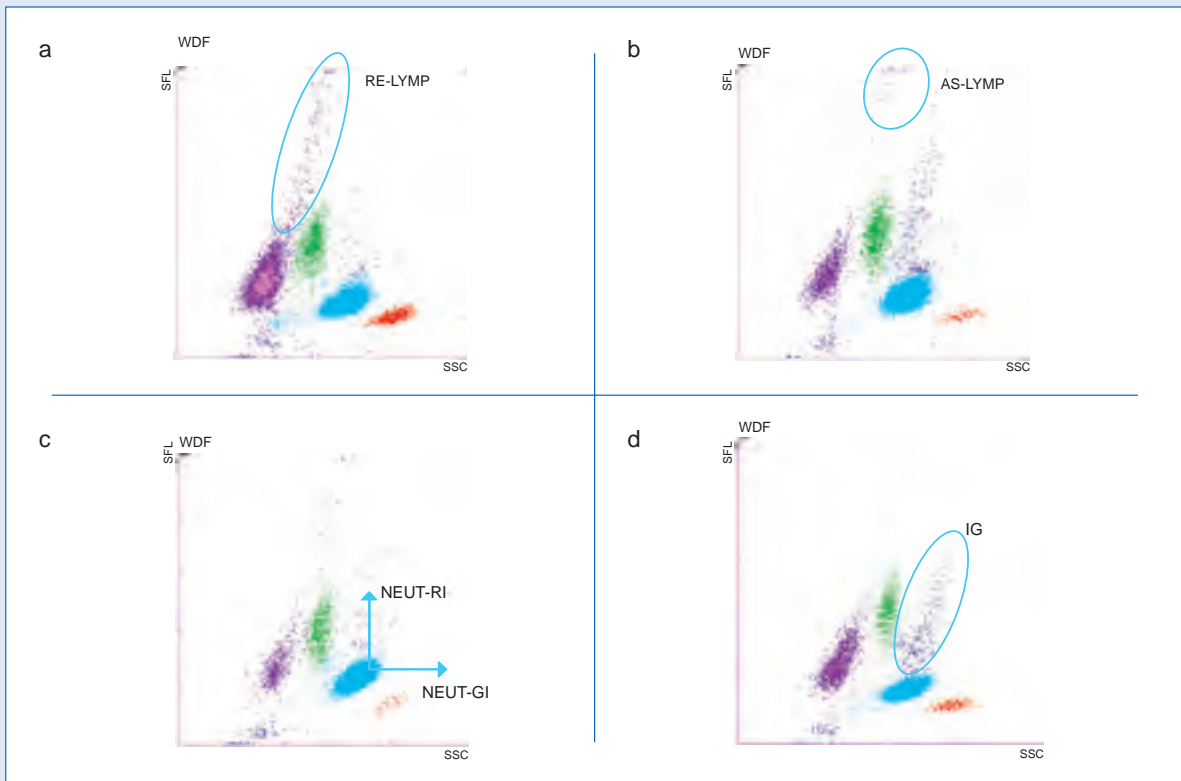 a
WDF
SFL
RE-LYMP
SSC
b
WDF
SFL
AS-LYMP
SSC
c
WDF
SFL
NEUT-RI
NEUT-GI
SSC
d
WDF
SFL
IG
SSC